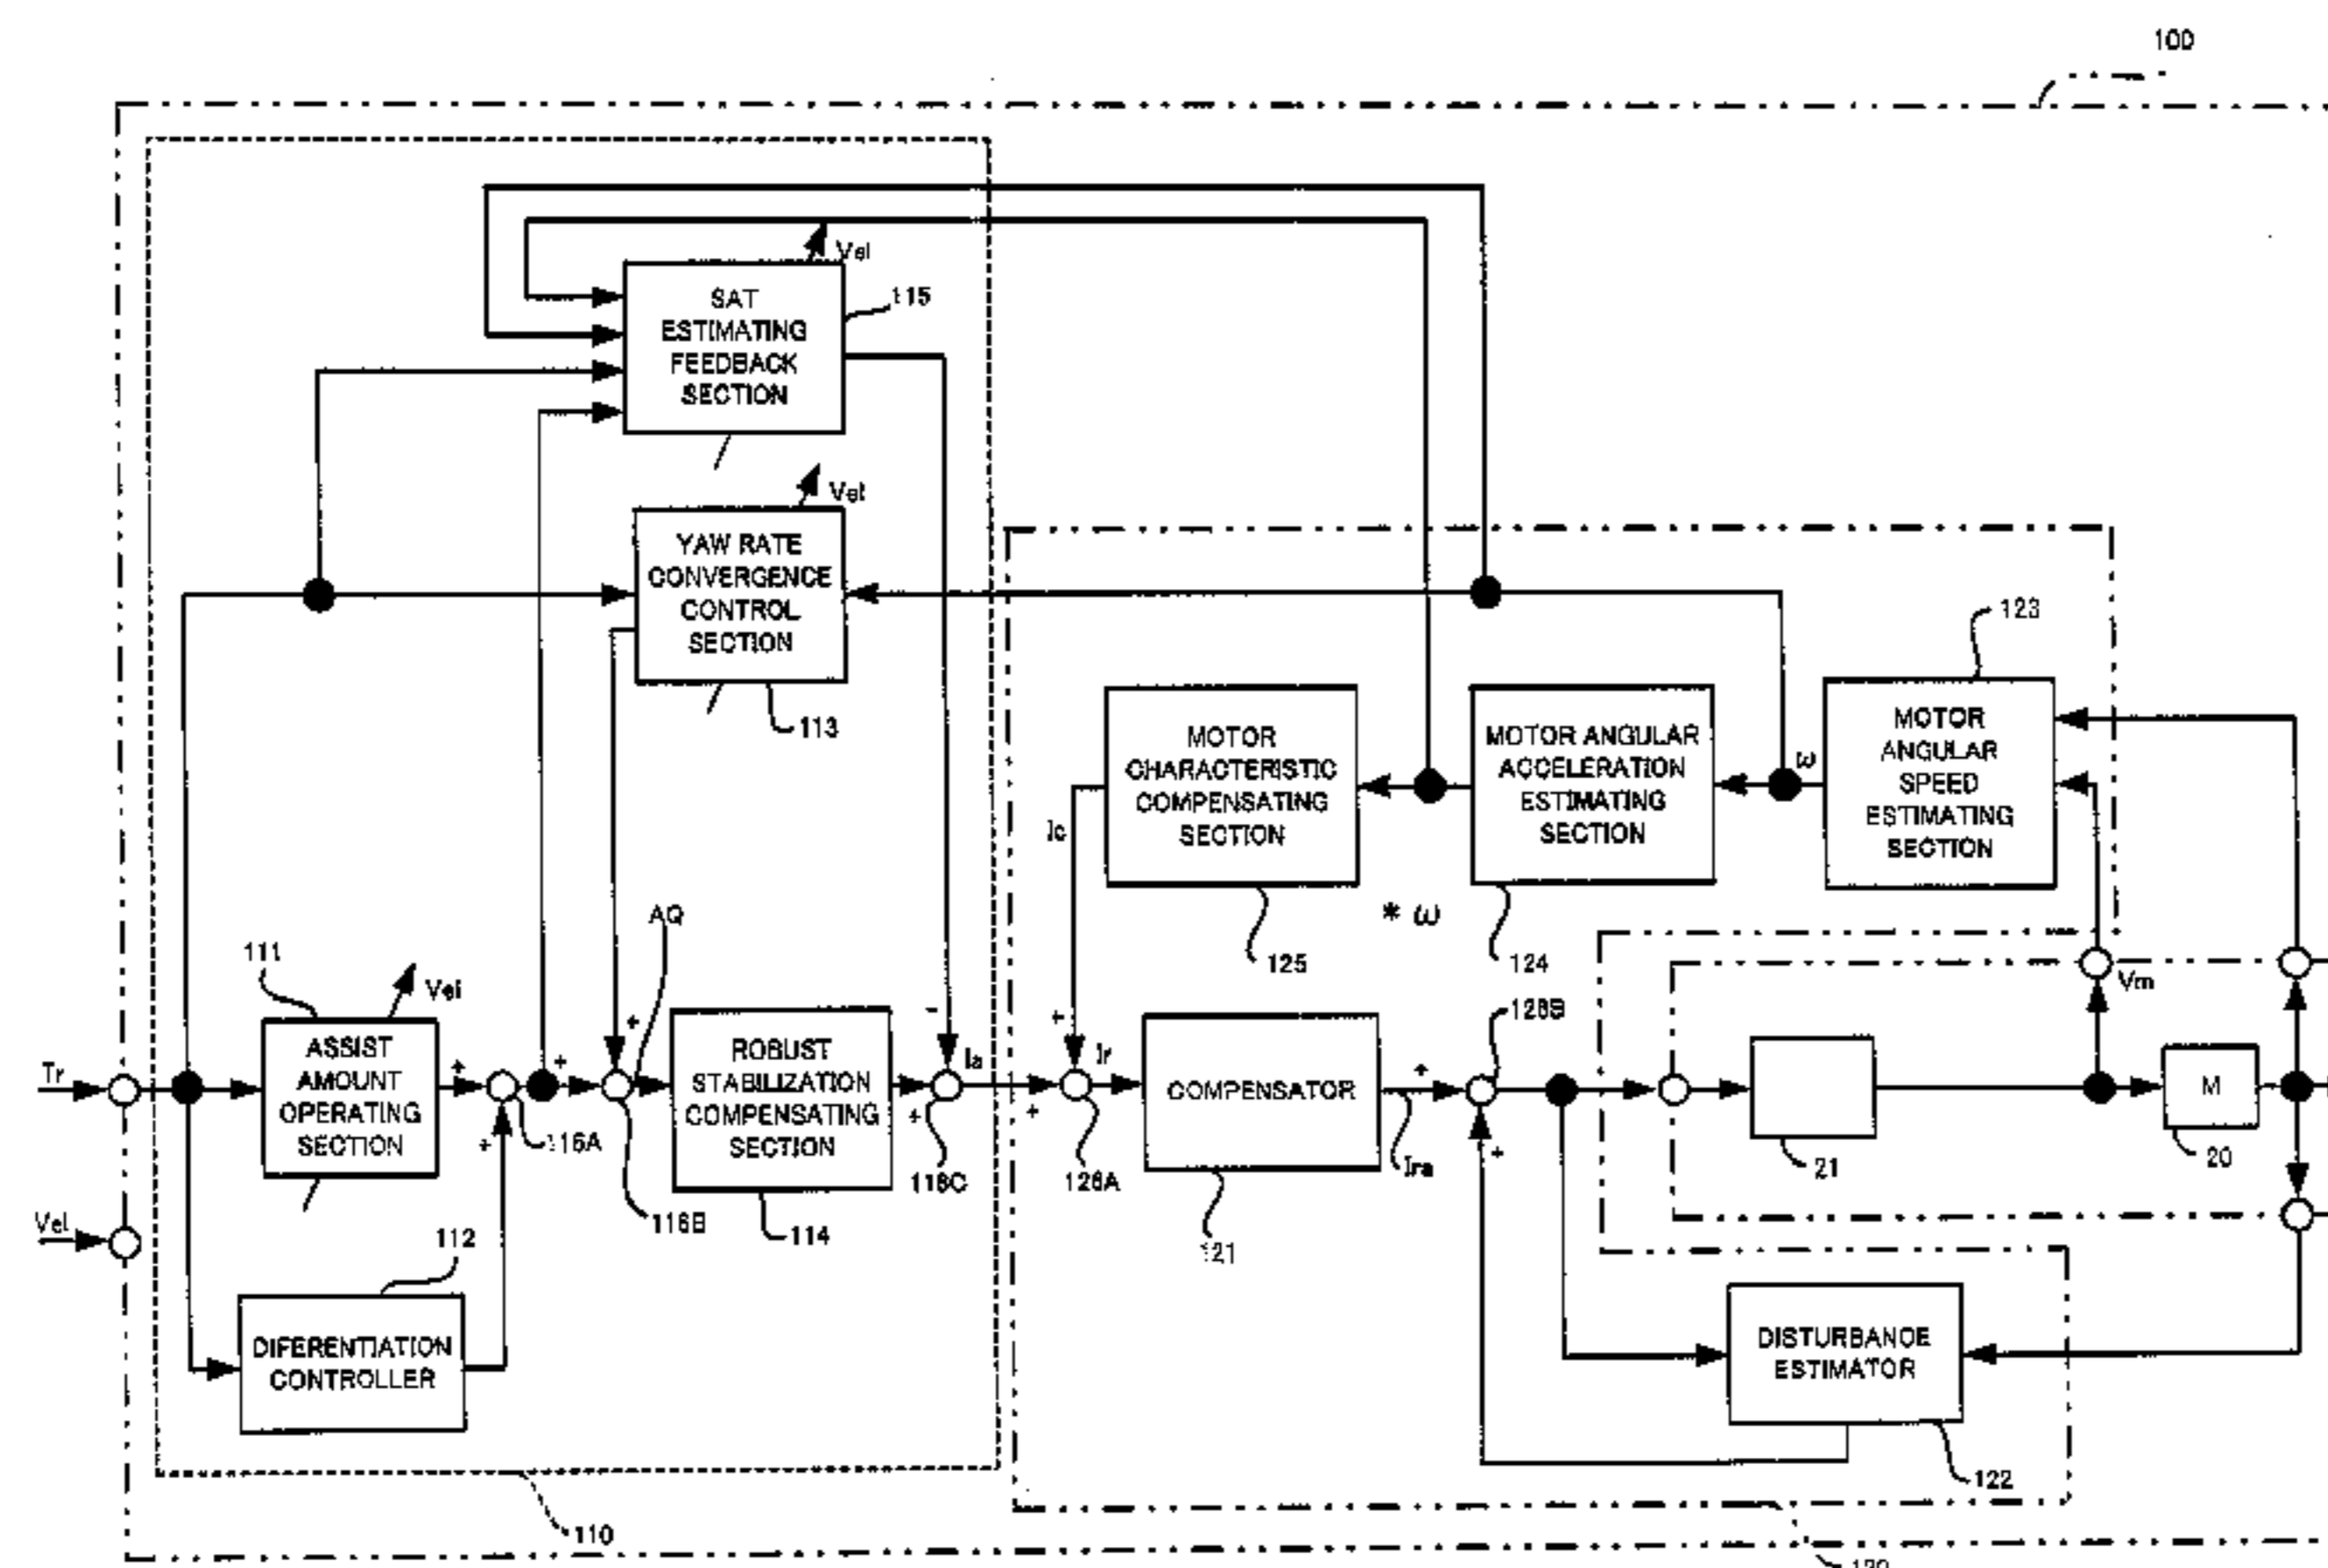 100
Vel
SAT
ESTIMATING
FEEDBACK
SECTION
115
Vel
YAW RATE
CONVERGENCE
CONTROL
SECTION
113
123
MOTOR
CHARACTERISTIC
COMPENSATING
SECTION
125
MOTOR ANGULAR
ACCELERATION
ESTIMATING
SECTION
124
ω
MOTOR
ANGULAR
SPEED
ESTIMATING
SECTION
Ic
* ω
AQ
111
Vel
Vm
ASSIST
AMOUNT
OPERATING
SECTION
Tr
+
+
116A
+
+
116B
ROBUST
STABILIZATION
COMPENSATING
SECTION
114
-
+
Ia
116C
+
+
Ir
126A
COMPENSATOR
121
+
Ira
126B
+
21
M
20
Vel
112
DIFERENTIATION
CONTROLLER
DISTURBANCE
ESTIMATOR
122
110